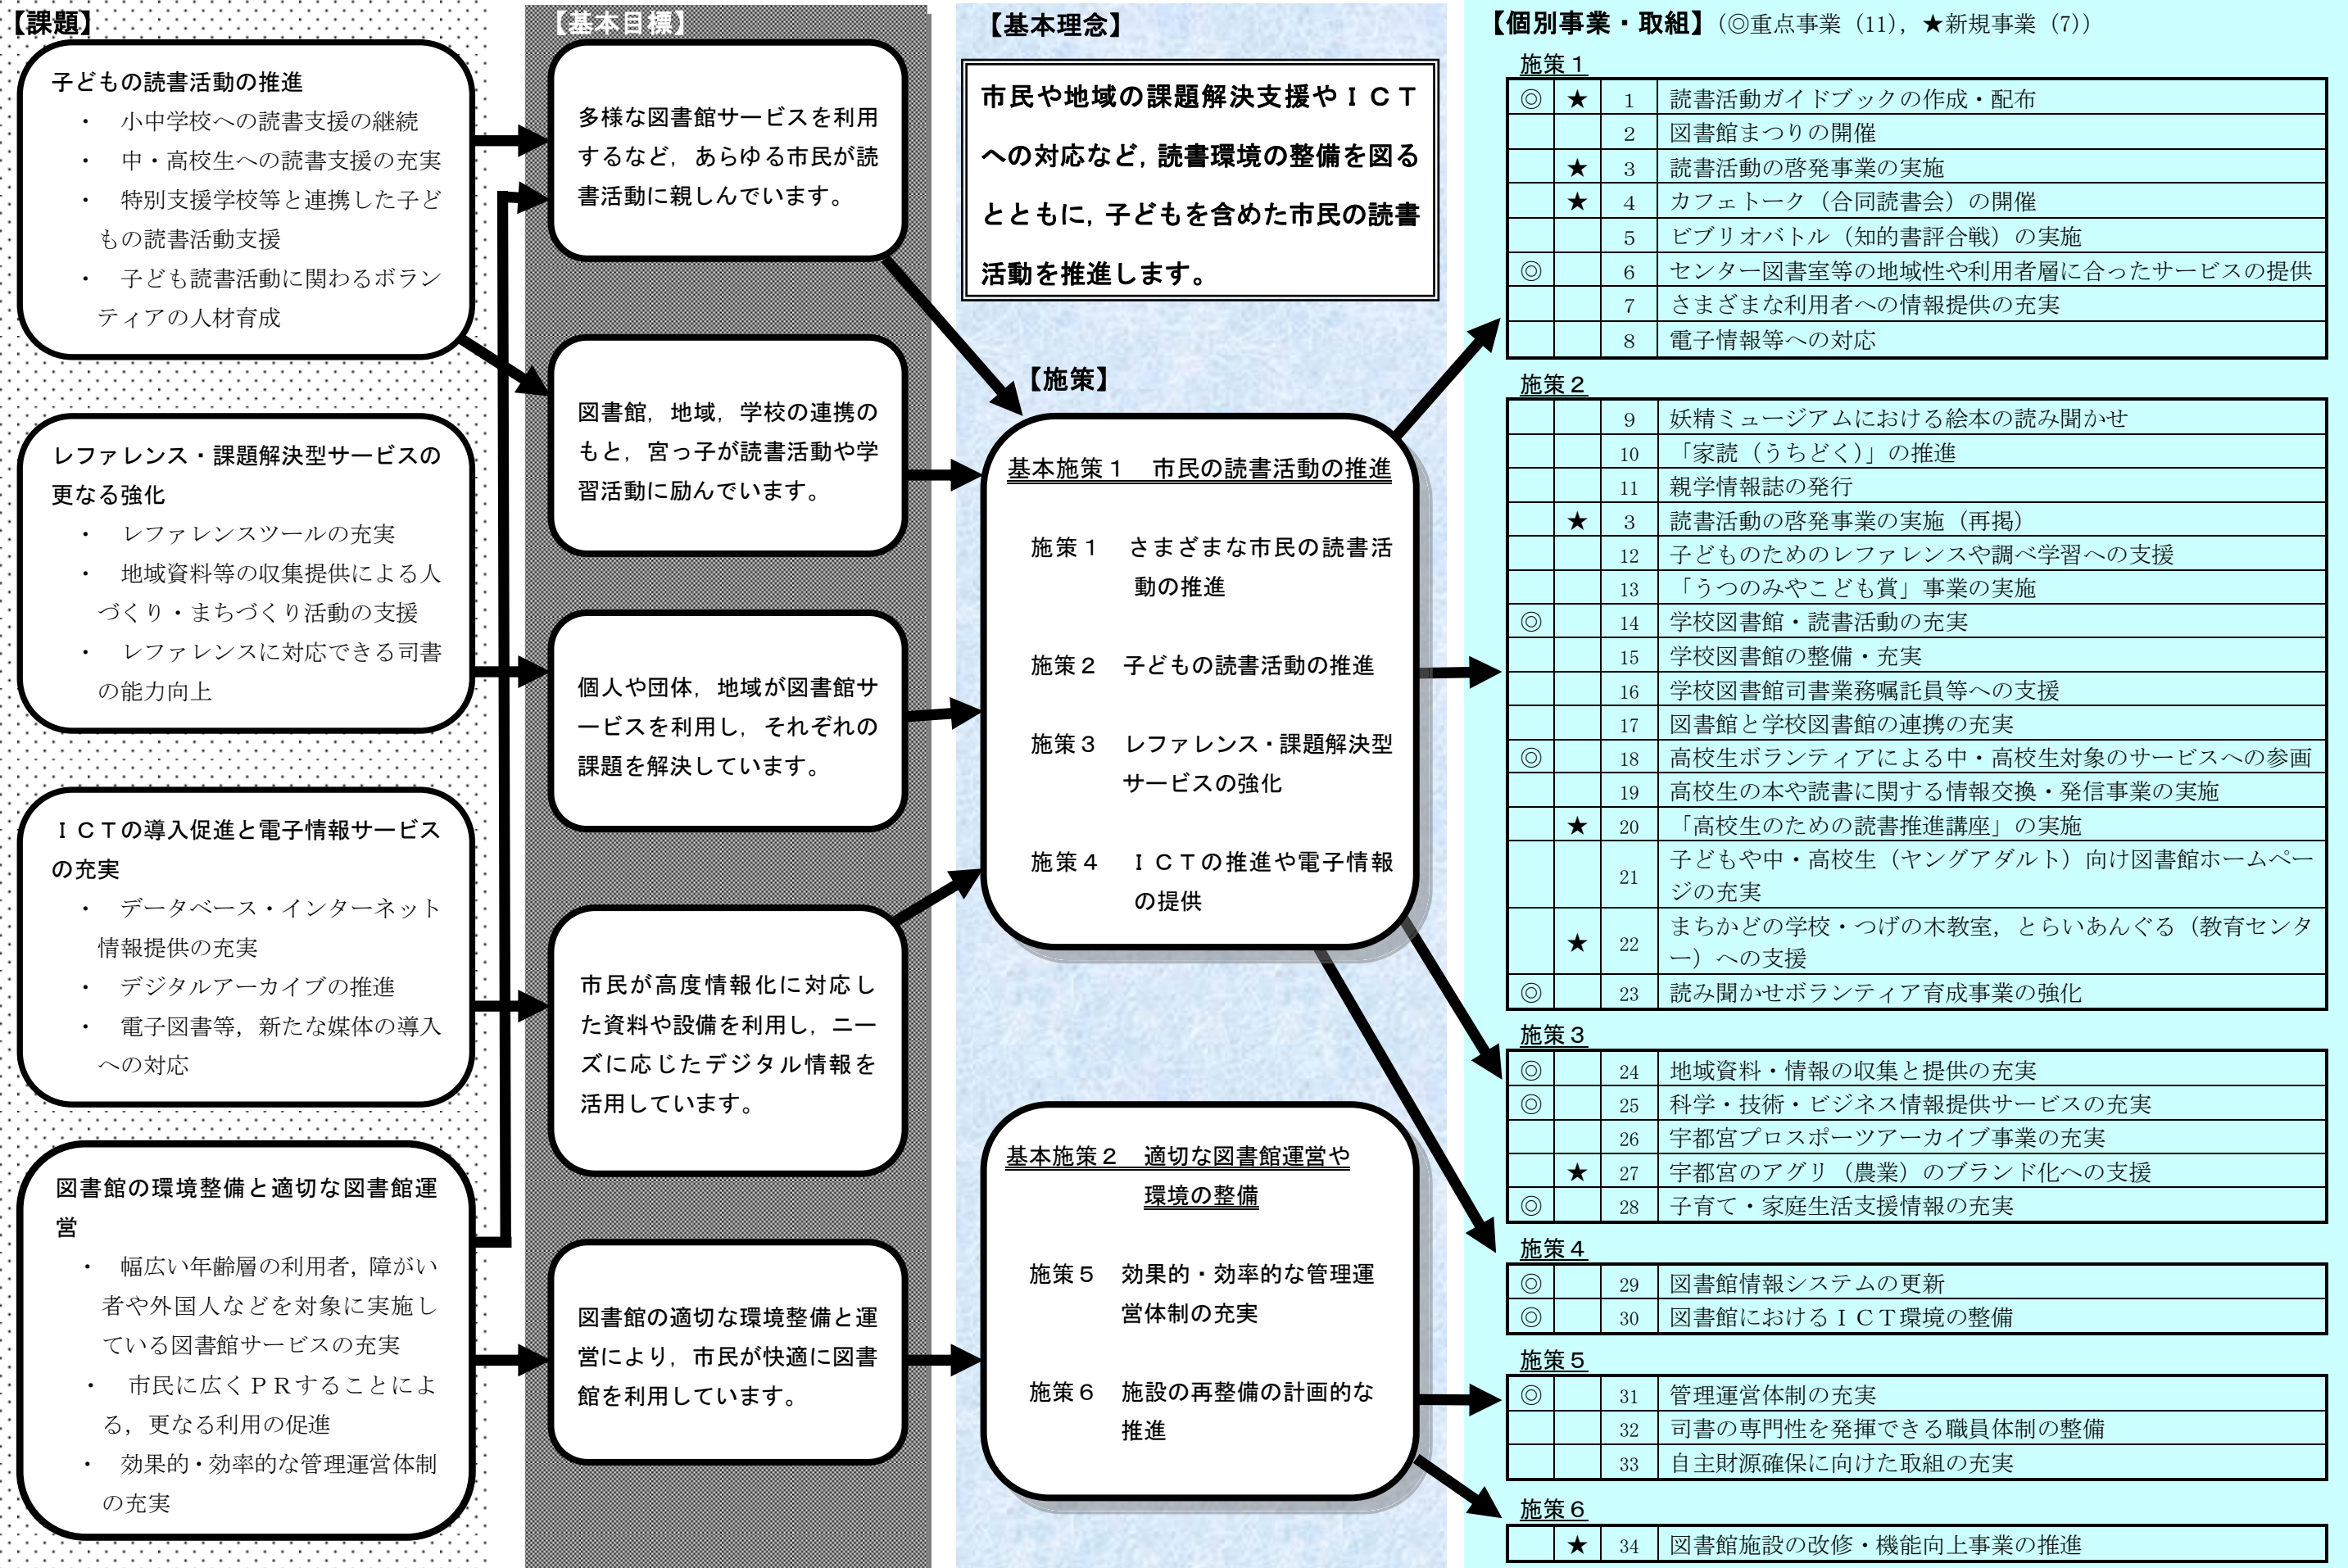 【課題】
子どもの読書活動の推進
・　小中学校への読書支援の継続
・　中・高校生への読書支援の充実
・　特別支援学校等と連携した子ど
もの読書活動支援
・　子ども読書活動に関わるボラン
ティアの人材育成
レファレンス・課題解決型サービスの
更なる強化
・　レファレンスツールの充実
・　地域資料等の収集提供による人
づくり・まちづくり活動の支援
・　レファレンスに対応できる司書
の能力向上
ＩＣＴの導入促進と電子情報サービス
の充実
・　データベース・インターネット
情報提供の充実
・　デジタルアーカイブの推進
・　電子図書等，新たな媒体の導入
への対応
図書館の環境整備と適切な図書館運
営
・　幅広い年齢層の利用者，障がい
者や外国人などを対象に実施し
ている図書館サービスの充実
・　市民に広くＰＲすることによ
る，更なる利用の促進
・　効果的・効率的な管理運営体制
の充実
【基本目標】
多様な図書館サービスを利用
するなど，あらゆる市民が読
書活動に親しんでいます。
図書館，地域，学校の連携の
もと，宮っ子が読書活動や学
習活動に励んでいます。
個人や団体，地域が図書館サ
ービスを利用し，それぞれの
課題を解決しています。
市民が高度情報化に対応し
た資料や設備を利用し，ニー
ズに応じたデジタル情報を
活用しています。
図書館の適切な環境整備と運
営により，市民が快適に図書
館を利用しています。
【基本理念】
市民や地域の課題解決支援やＩＣＴ
への対応など，読書環境の整備を図る
とともに，子どもを含めた市民の読書
活動を推進します。
【施策】
基本施策１　市民の読書活動の推進
施策１　さまざまな市民の読書活
動の推進
施策２　子どもの読書活動の推進
施策３　レファレンス・課題解決型
サービスの強化
施策４　ＩＣＴの推進や電子情報
の提供
基本施策２　適切な図書館運営や
環境の整備
施策５　効果的・効率的な管理運
営体制の充実
施策６　施設の再整備の計画的な
推進
【個別事業・取組】（◎重点事業（11），★新規事業（7））
施策１
◎ ★ 1 読書活動ガイドブックの作成・配布
2 図書館まつりの開催
★ 3 読書活動の啓発事業の実施
★ 4 カフェトーク（合同読書会）の開催
5 ビブリオバトル（知的書評合戦）の実施
◎ 6 センター図書室等の地域性や利用者層に合ったサービスの提供
7 さまざまな利用者への情報提供の充実
8 電子情報等への対応
施策２
9 妖精ミュージアムにおける絵本の読み聞かせ
10 「家読（うちどく）」の推進
11 親学情報誌の発行
★ 3 読書活動の啓発事業の実施（再掲）
12 子どものためのレファレンスや調べ学習への支援
13 「うつのみやこども賞」事業の実施
◎ 14 学校図書館・読書活動の充実
15 学校図書館の整備・充実
16 学校図書館司書業務嘱託員等への支援
17 図書館と学校図書館の連携の充実
◎ 18 高校生ボランティアによる中・高校生対象のサービスへの参画
19 高校生の本や読書に関する情報交換・発信事業の実施
★ 20 「高校生のための読書推進講座」の実施
21 子どもや中・高校生（ヤングアダルト）向け図書館ホームペー
ジの充実
★ 22 まちかどの学校・つげの木教室，とらいあんぐる（教育センタ
ー）への支援
◎ 23 読み聞かせボランティア育成事業の強化
施策３
◎ 24 地域資料・情報の収集と提供の充実
◎ 25 科学・技術・ビジネス情報提供サービスの充実
26 宇都宮プロスポーツアーカイブ事業の充実
★ 27 宇都宮のアグリ（農業）のブランド化への支援
◎ 28 子育て・家庭生活支援情報の充実
施策４
◎ 29 図書館情報システムの更新
◎ 30 図書館におけるＩＣＴ環境の整備
施策５
◎ 31 管理運営体制の充実
32 司書の専門性を発揮できる職員体制の整備
33 自主財源確保に向けた取組の充実
施策６
★ 34 図書館施設の改修・機能向上事業の推進